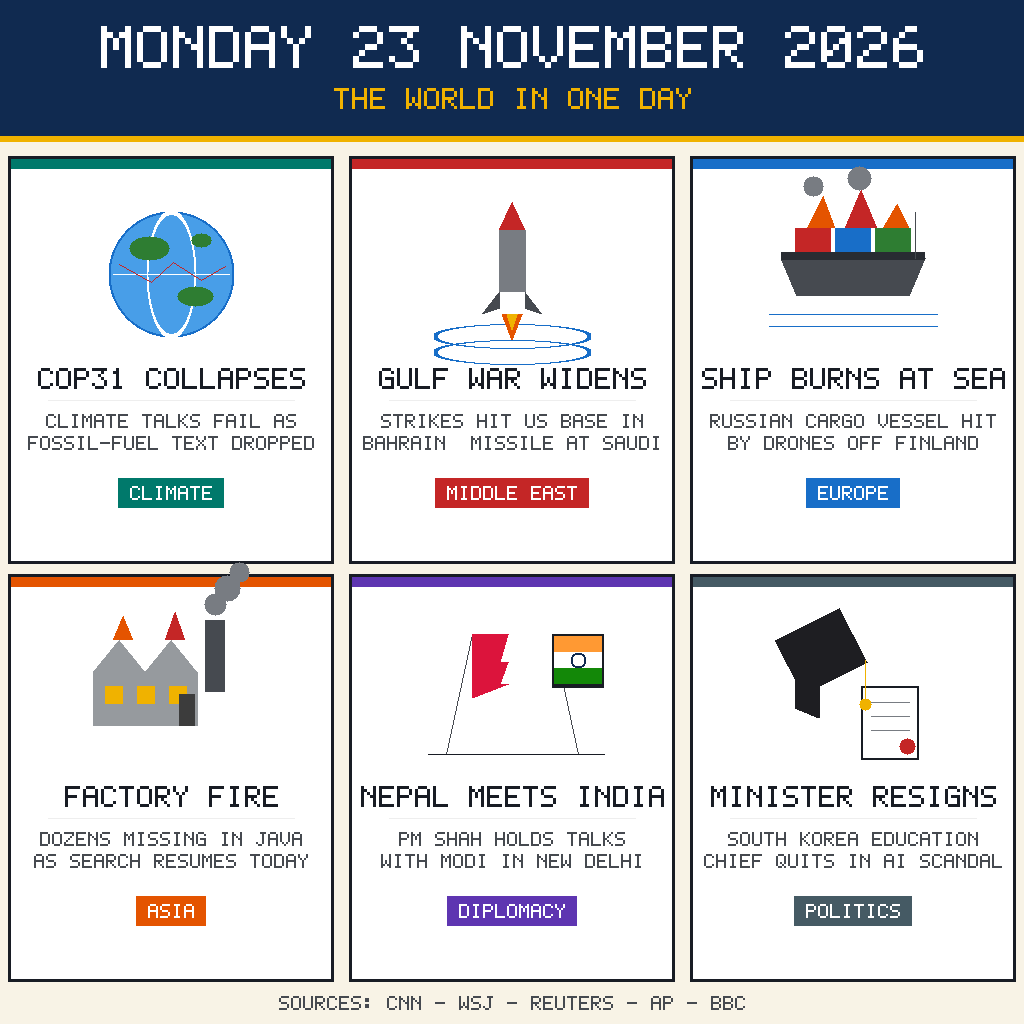 MONDAY 23 NOVEMBER 2026
THE WORLD IN ONE DAY
COP31 COLLAPSES
CLIMATE TALKS FAIL AS
FOSSIL-FUEL TEXT DROPPED
CLIMATE
GULF WAR WIDENS
STRIKES HIT US BASE IN
BAHRAIN  MISSILE AT SAUDI
MIDDLE EAST
SHIP BURNS AT SEA
RUSSIAN CARGO VESSEL HIT
BY DRONES OFF FINLAND
EUROPE
FACTORY FIRE
DOZENS MISSING IN JAVA
AS SEARCH RESUMES TODAY
ASIA
NEPAL MEETS INDIA
PM SHAH HOLDS TALKS
WITH MODI IN NEW DELHI
DIPLOMACY
MINISTER RESIGNS
SOUTH KOREA EDUCATION
CHIEF QUITS IN AI SCANDAL
POLITICS
SOURCES: CNN - WSJ - REUTERS - AP - BBC